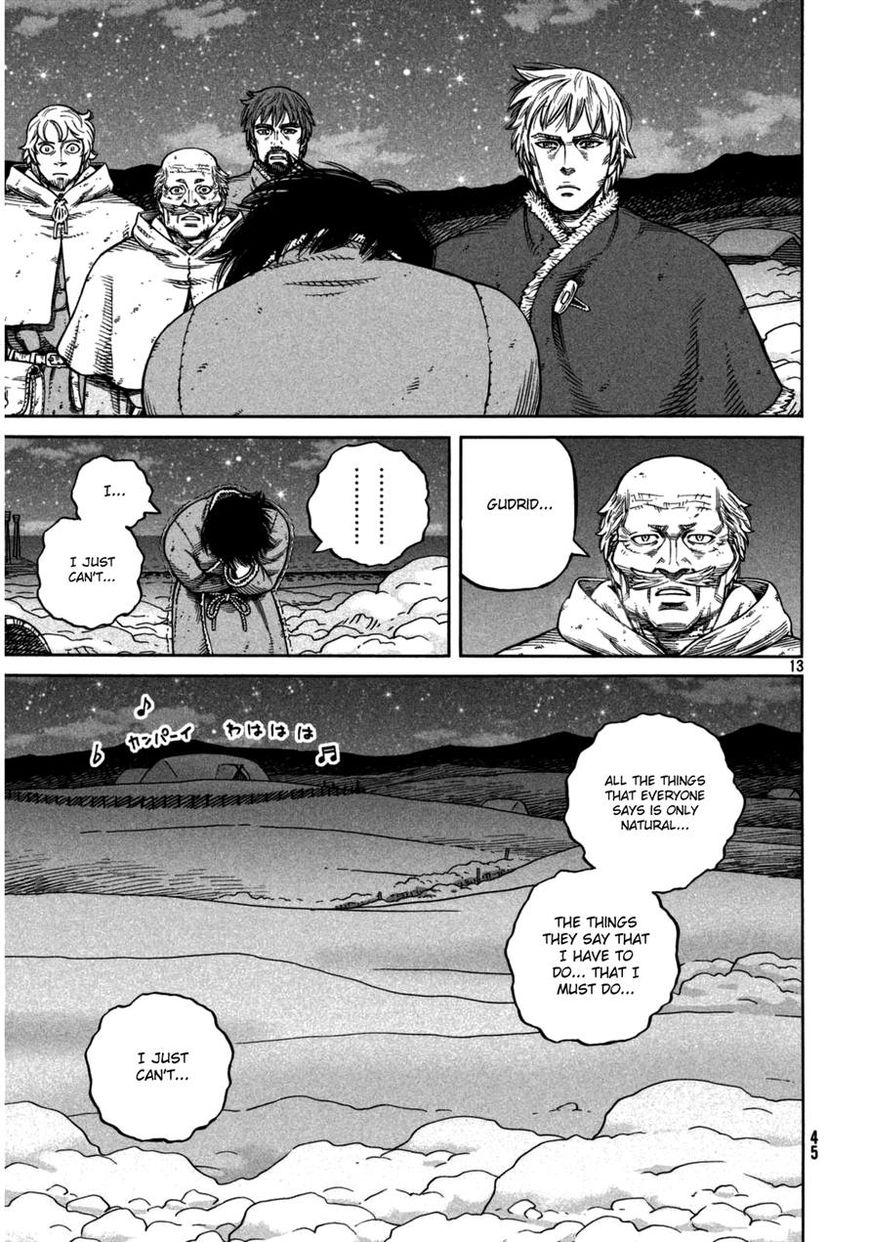 GUDRID...
I...
I JUST
CAN'T...
13
カンパーイ
わははは
ALL THE THINGS
THAT EVERYONE
SAYS IS ONLY
NATURAL...
THE THINGS
THEY SAY THAT
I HAVE TO
DO... THAT I
MUST DO...
I JUST
CAN'T...
45